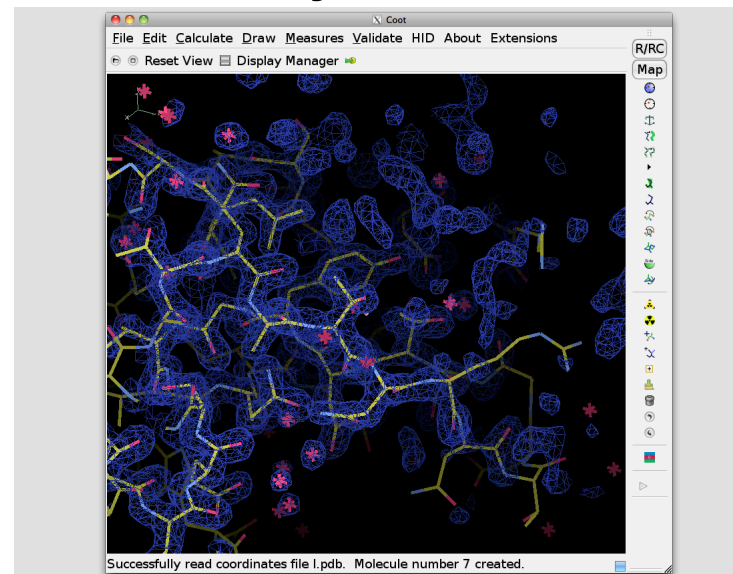 Coot
File Edit Calculate Draw Measures Validate HID About Extensions
Reset View Display Manager
R/RC
Map
Successfully read coordinates file l.pdb. Molecule number 7 created.